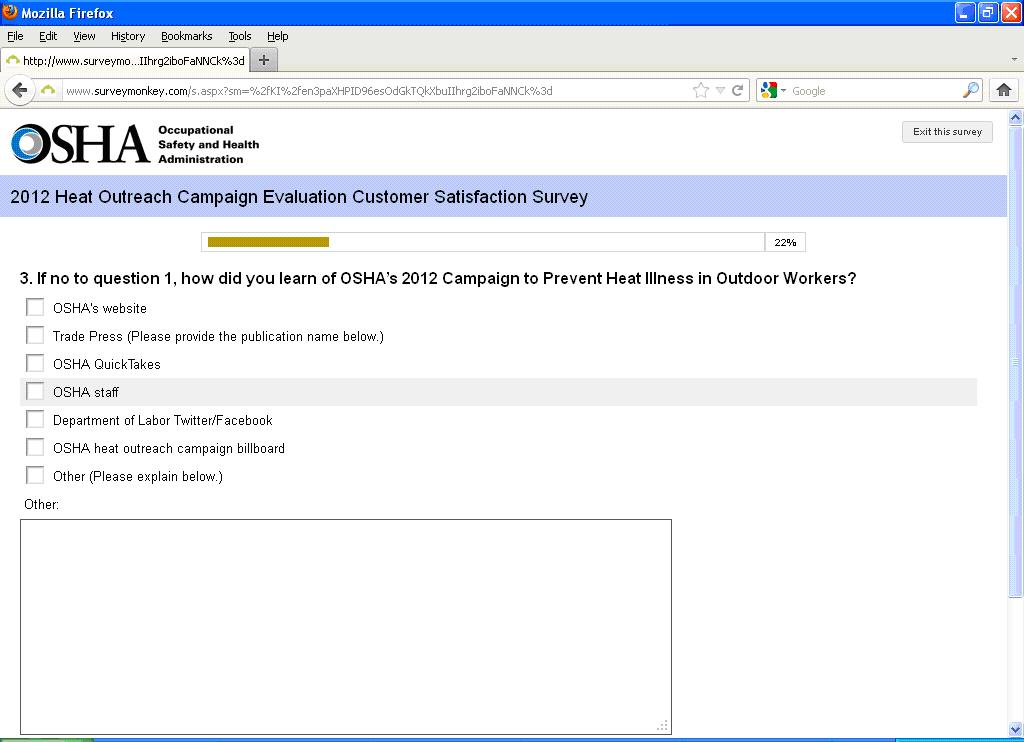 Mozilla Firefox
File Edit View History Bookmarks Tools Help
http://www.surveymo...IIhrg2iboFaNNCk%3d
www.surveymonkey.com/s.aspx?sm=%2fKI%2fen3paXHPID96esOdGkTQkXbuIIhrg2iboFaNNCk%3d
Google
OSHA
Occupational
Safety and Health
Administration
Exit this survey
2012 Heat Outreach Campaign Evaluation Customer Satisfaction Survey
22%
3. If no to question 1, how did you learn of OSHA's 2012 Campaign to Prevent Heat Illness in Outdoor Workers?
OSHA's website
Trade Press (Please provide the publication name below.)
OSHA QuickTakes
OSHA staff
Department of Labor Twitter/Facebook
OSHA heat outreach campaign billboard
Other (Please explain below.)
Other: